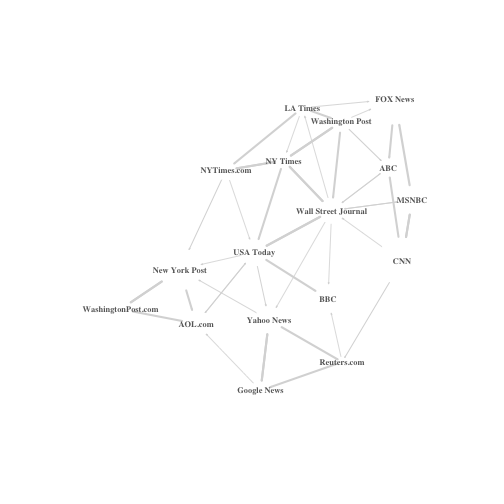 FOX News
LA Times
Washington Post
NY Times
ABC
NYTimes.com
MSNBC
Wall Street Journal
USA Today
CNN
New York Post
BBC
WashingtonPost.com
Yahoo News
AOL.com
Reuters.com
Google News